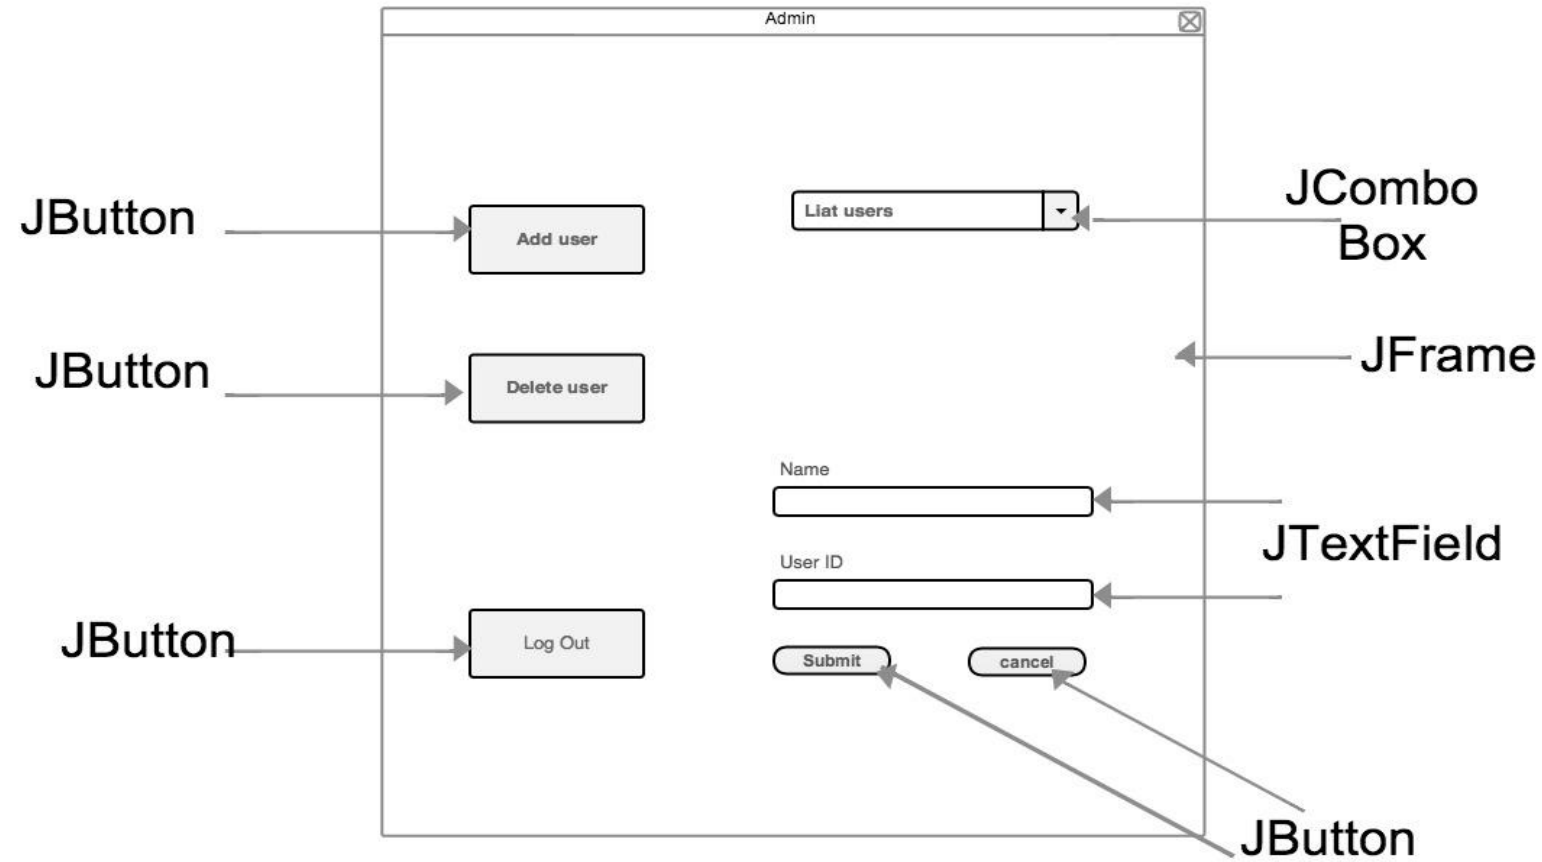 Admin
JButton
Add user
Liat users
JCombo
Box
JButton
Delete user
JFrame
Name
JTextField
User ID
JButton
Log Out
Submit
cancel
JButton